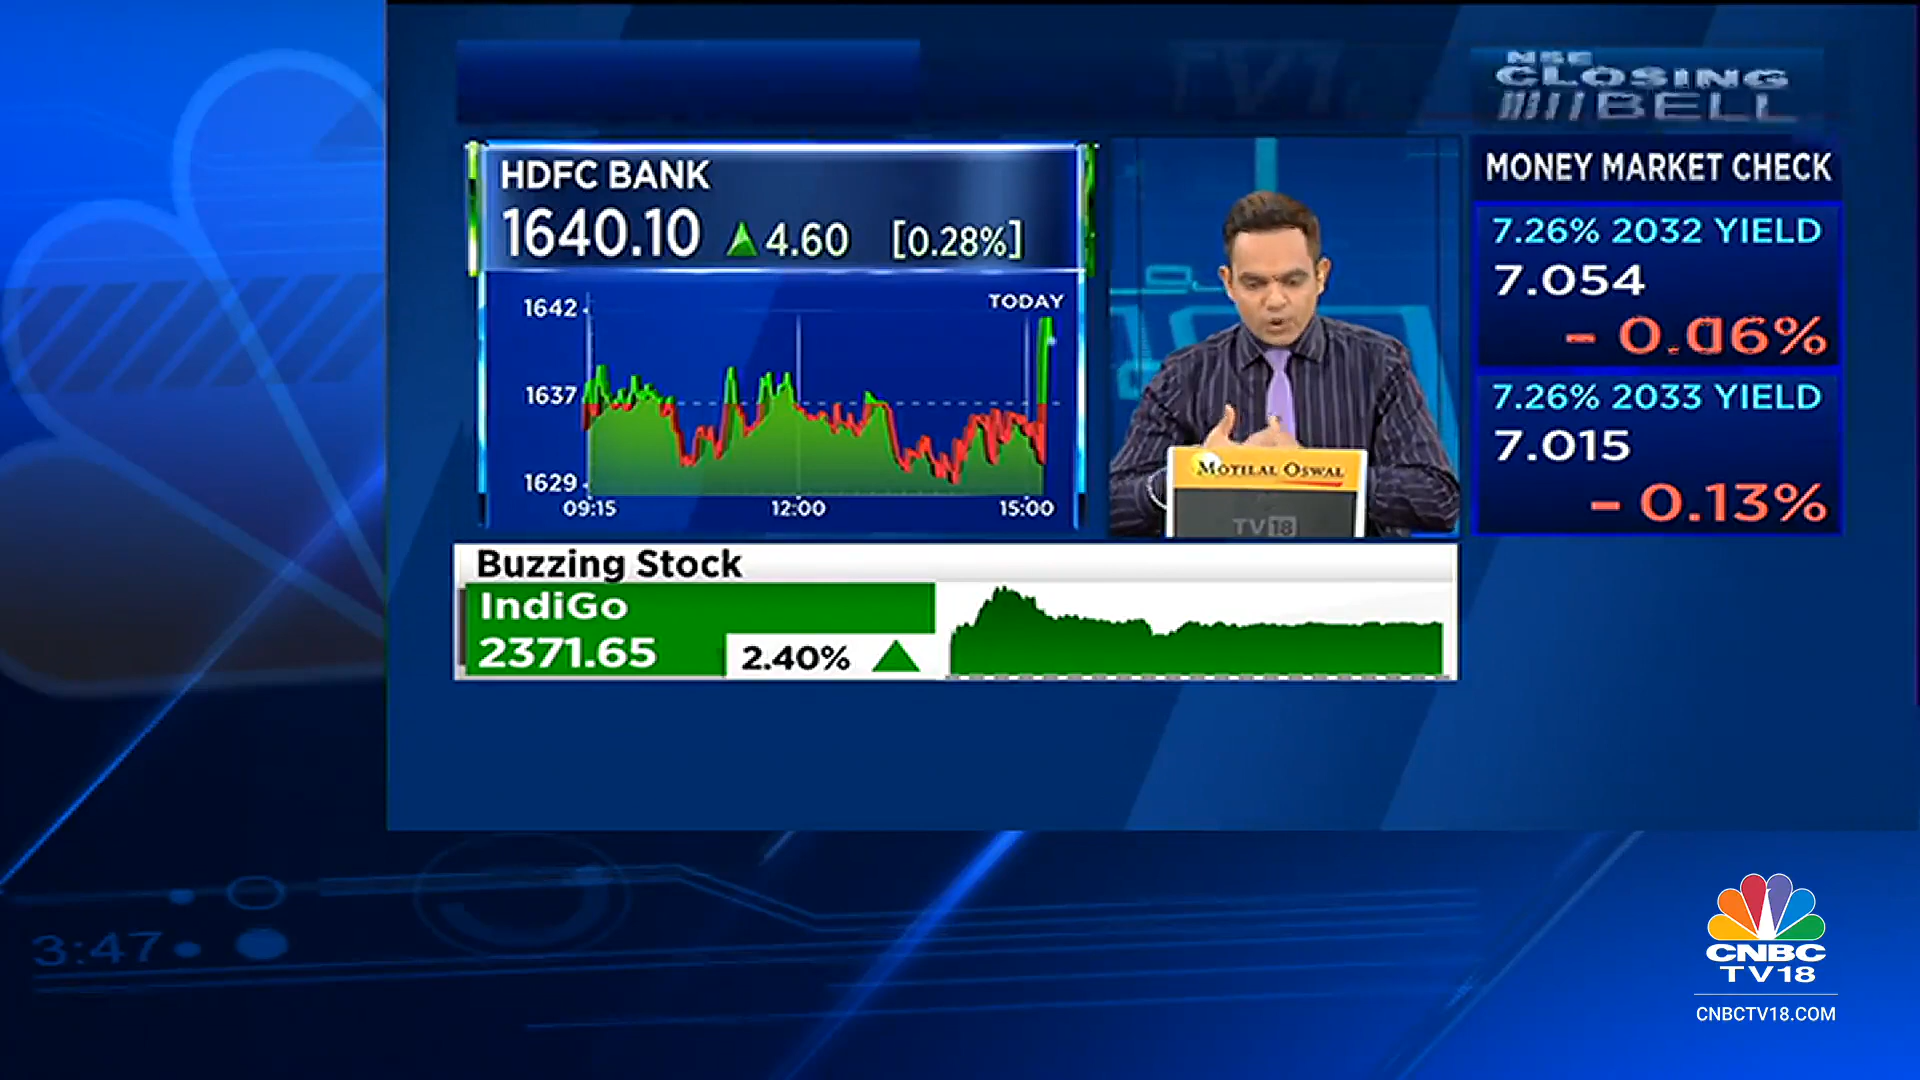 NSE
CLOSING
BELL
HDFC BANK
1640.10 ▲ 4.60 [0.28%]
TODAY
1642
1637
1629
09:15 12:00 15:00
MOTILAL OSWAL
TV18
MONEY MARKET CHECK
7.26% 2032 YIELD
7.054
7.26% 2033 YIELD
7.015
- 0.13%
Buzzing Stock
IndiGo
2371.65
2.40% ▲
3:47
CNBC
TV18
CNBCTV18.COM